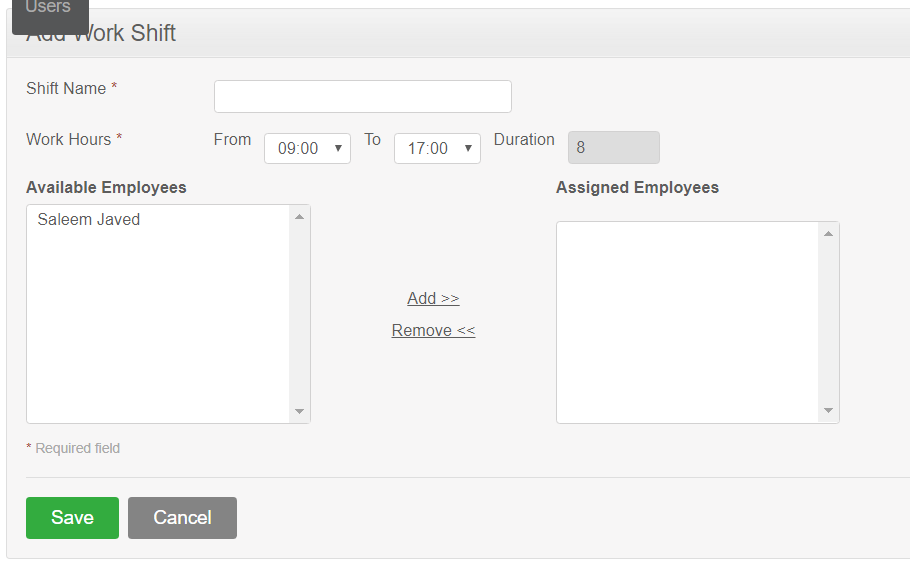 Users
Add Work Shift
Shift Name *
Work Hours * From 09:00 To 17:00 Duration 8
Available Employees Assigned Employees
Saleem Javed
Add >>
Remove <<
* Required field
Save Cancel